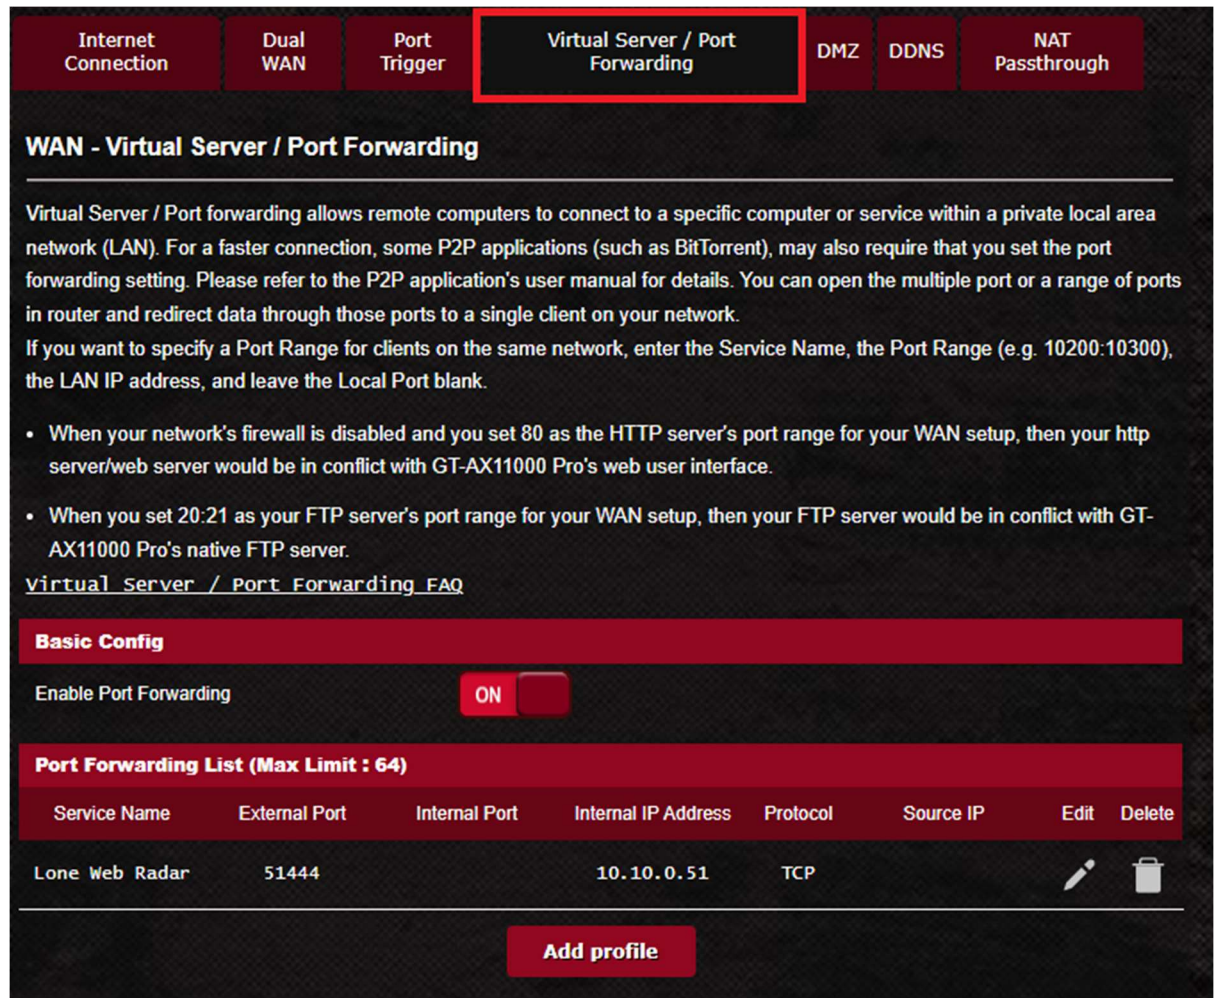 Internet Connection
Dual WAN
Port Trigger
Virtual Server / Port Forwarding
DMZ
DDNS
NAT Passthrough
WAN - Virtual Server / Port Forwarding
Virtual Server / Port forwarding allows remote computers to connect to a specific computer or service within a private local area
network (LAN). For a faster connection, some P2P applications (such as BitTorrent), may also require that you set the port
forwarding setting. Please refer to the P2P application's user manual for details. You can open the multiple port or a range of ports
in router and redirect data through those ports to a single client on your network.
If you want to specify a Port Range for clients on the same network, enter the Service Name, the Port Range (e.g. 10200:10300),
the LAN IP address, and leave the Local Port blank.
• When your network's firewall is disabled and you set 80 as the HTTP server's port range for your WAN setup, then your http
server/web server would be in conflict with GT-AX11000 Pro's web user interface.
• When you set 20:21 as your FTP server's port range for your WAN setup, then your FTP server would be in conflict with GT-
AX11000 Pro's native FTP server.
Virtual Server / Port Forwarding FAQ
Basic Config
Enable Port Forwarding ON
Port Forwarding List (Max Limit : 64)
Service Name External Port Internal Port Internal IP Address Protocol Source IP Edit Delete
Lone Web Radar 51444 10.10.0.51 TCP
Add profile